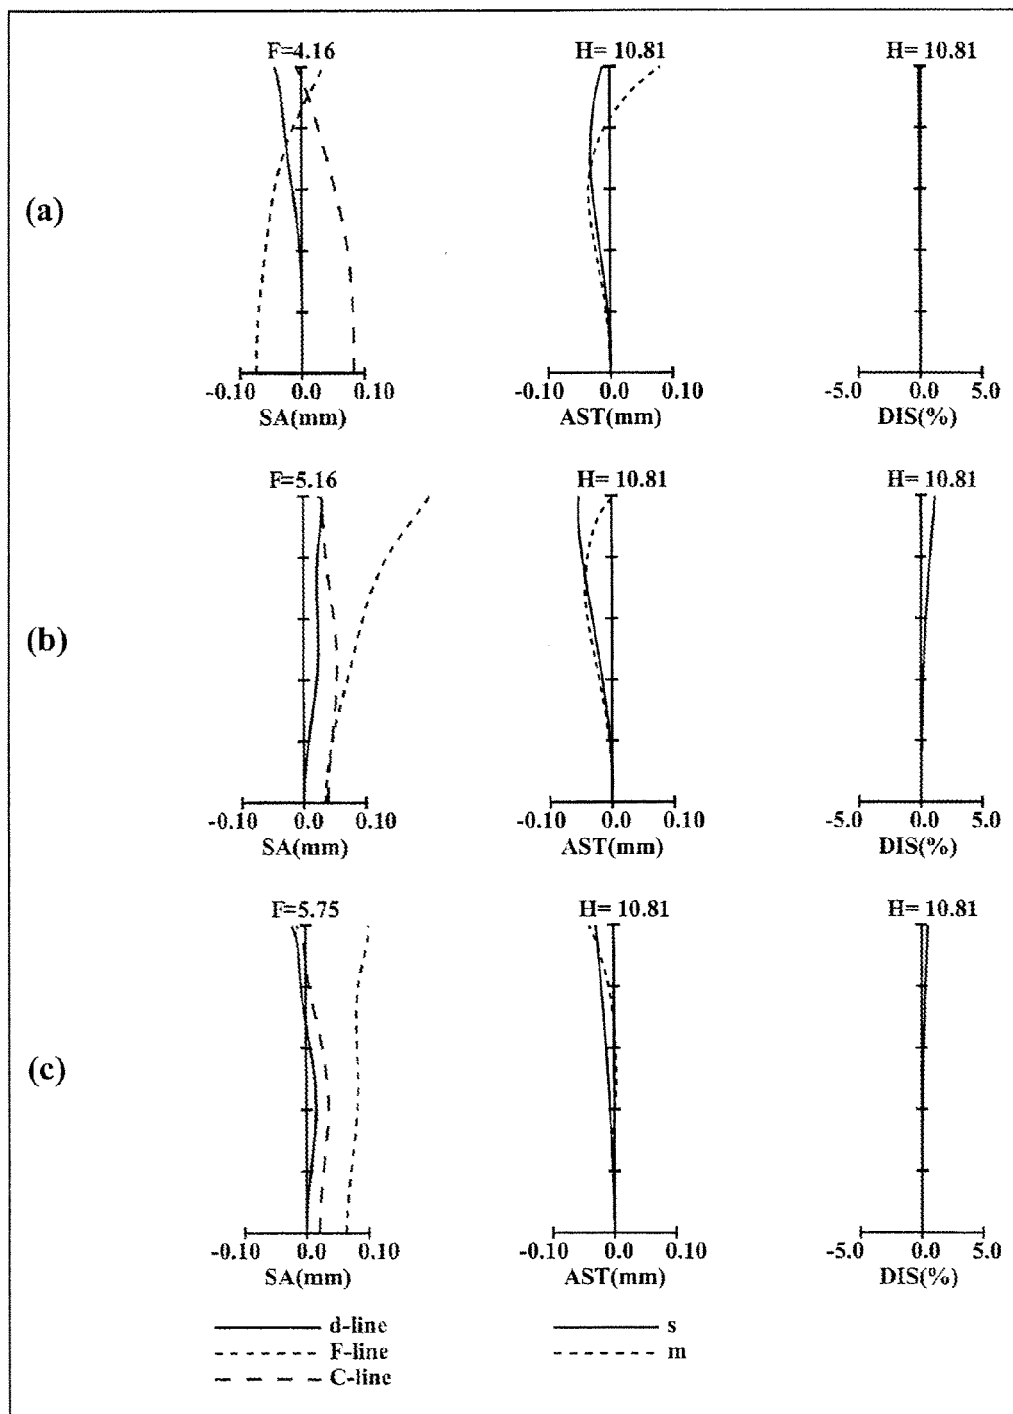 F=4.16 H= 10.81 H= 10.81
(a)
-0.10 0.0 0.10 -0.10 0.0 0.10 -5.0 0.0 5.0
SA(mm) AST(mm) DIS(%)
F=5.16 H= 10.81 H= 10.81
(b)
-0.10 0.0 0.10 -0.10 0.0 0.10 -5.0 0.0 5.0
SA(mm) AST(mm) DIS(%)
F=5.75 H= 10.81 H= 10.81
(c)
-0.10 0.0 0.10 -0.10 0.0 0.10 -5.0 0.0 5.0
SA(mm) AST(mm) DIS(%)
d-line s
F-line m
C-line